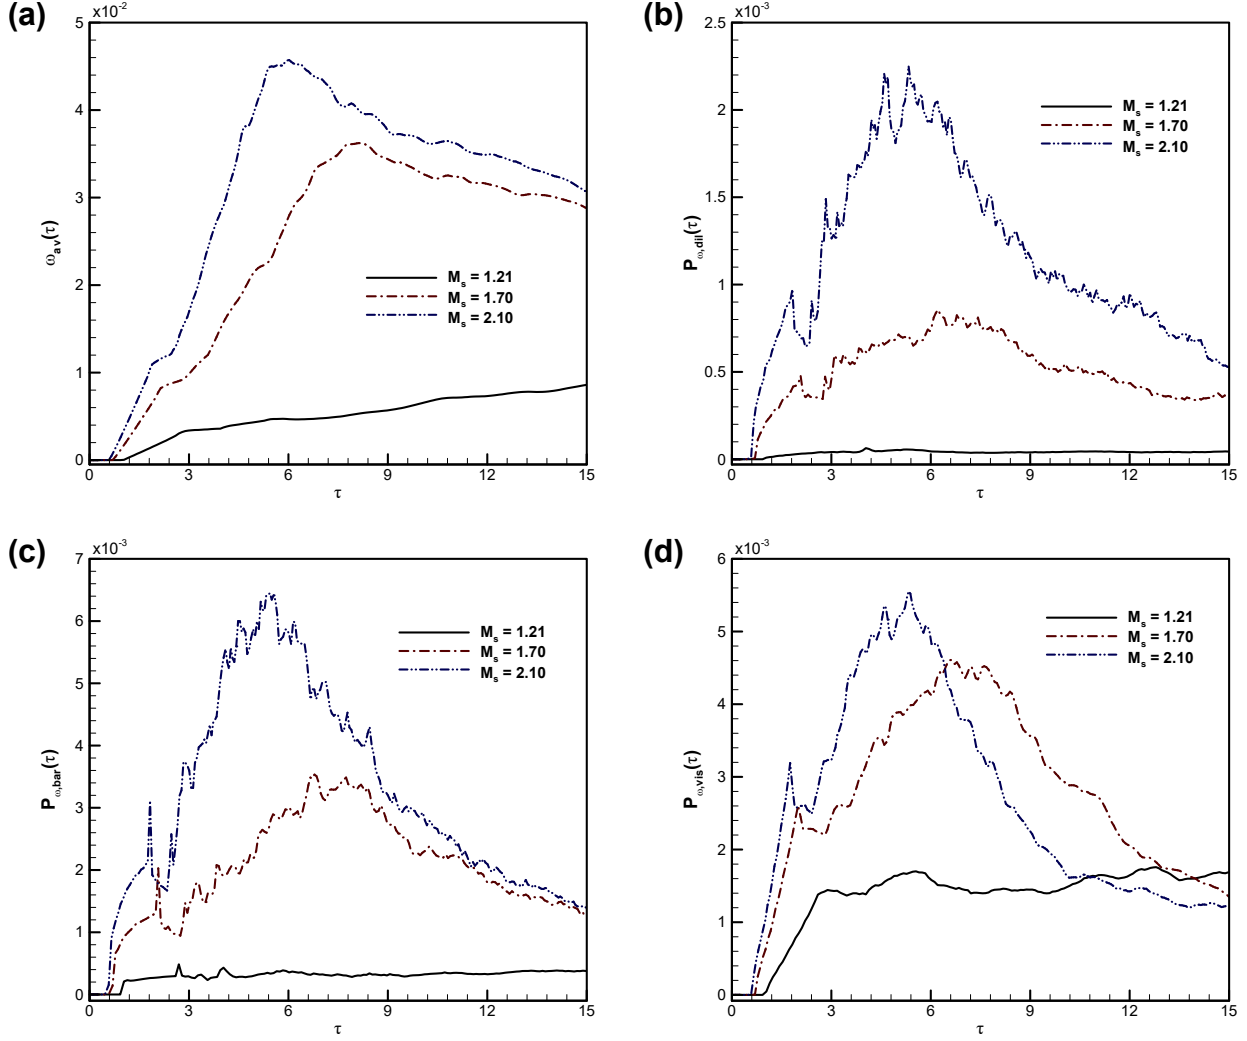 (a)
x10⁻²
5
4
3
2
1
0
ω_av(τ)
M_s = 1.21
M_s = 1.70
M_s = 2.10
0 3 6 9 12 15
τ
(b)
x10⁻³
2.5
2
1.5
1
0.5
0
P_ω,dil(τ)
M_s = 1.21
M_s = 1.70
M_s = 2.10
0 3 6 9 12 15
τ
(c)
x10⁻³
7
6
5
4
3
2
1
0
P_ω,bar(τ)
M_s = 1.21
M_s = 1.70
M_s = 2.10
0 3 6 9 12 15
τ
(d)
x10⁻³
6
5
4
3
2
1
0
P_ω,vis(τ)
M_s = 1.21
M_s = 1.70
M_s = 2.10
0 3 6 9 12 15
τ